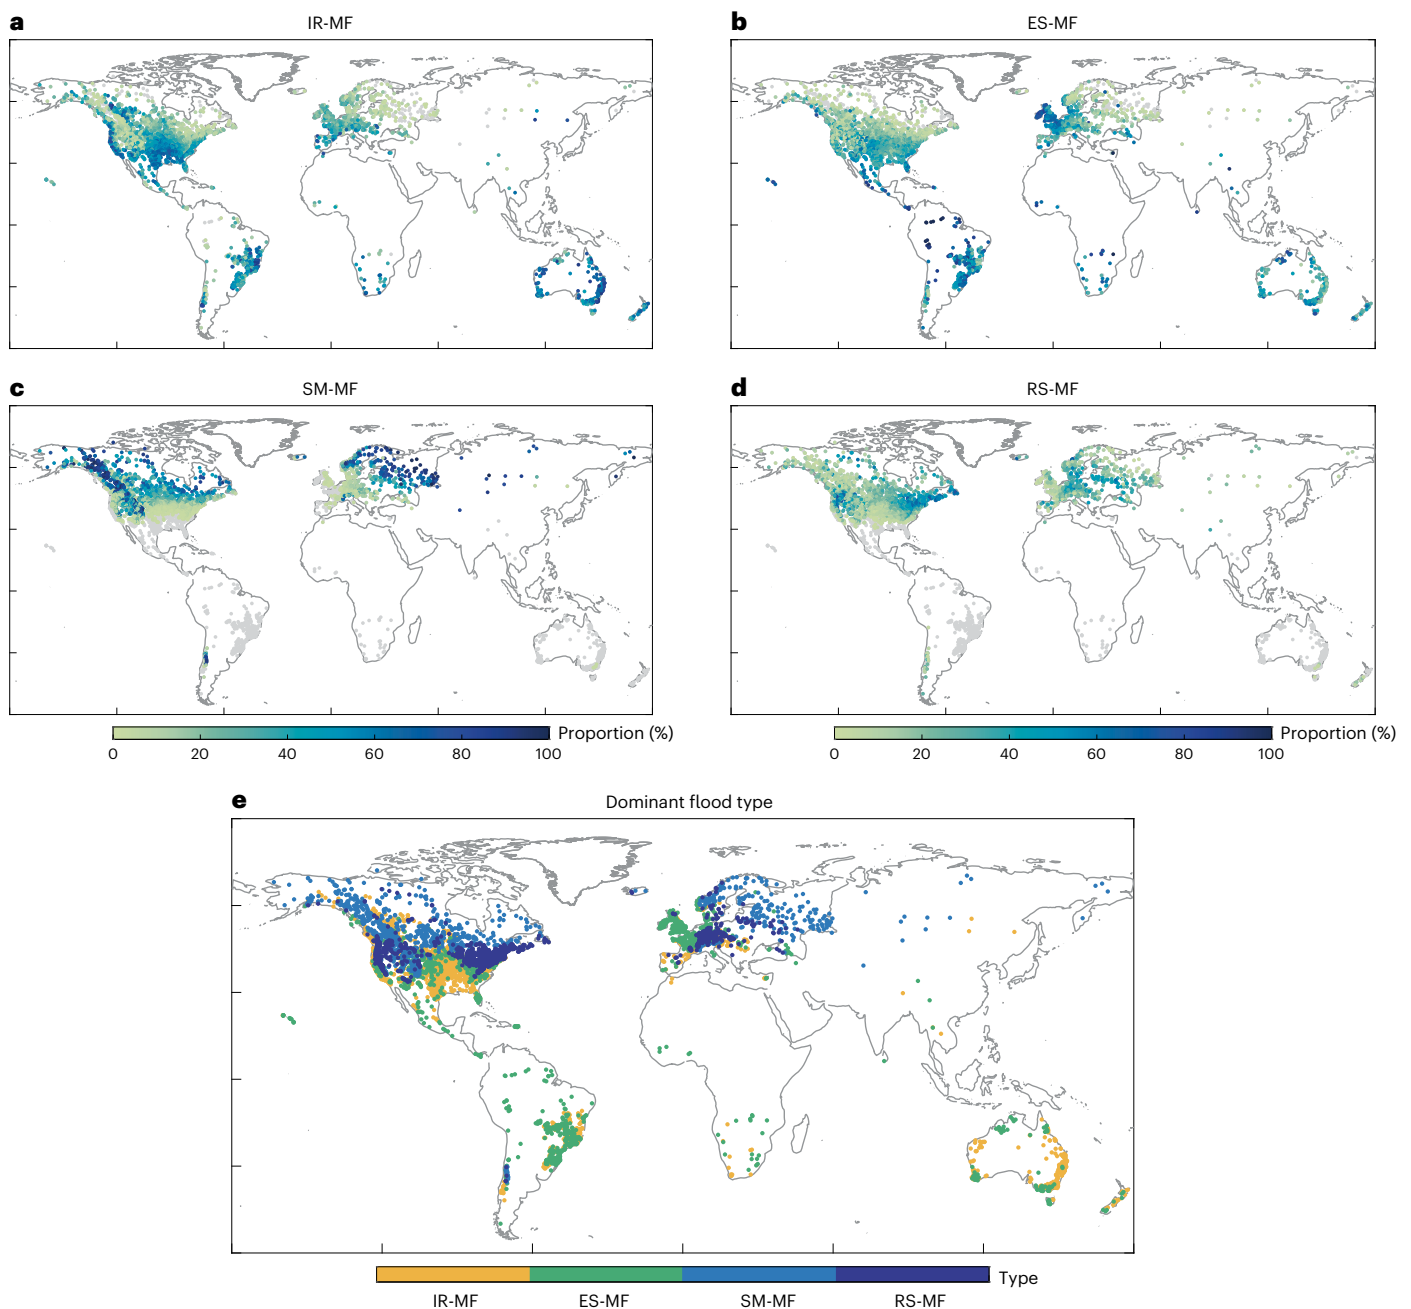 a IR-MF
b ES-MF
c SM-MF
d RS-MF
0 20 40 60 80 100 Proportion (%)
0 20 40 60 80 100 Proportion (%)
e Dominant flood type
Type
IR-MF ES-MF SM-MF RS-MF